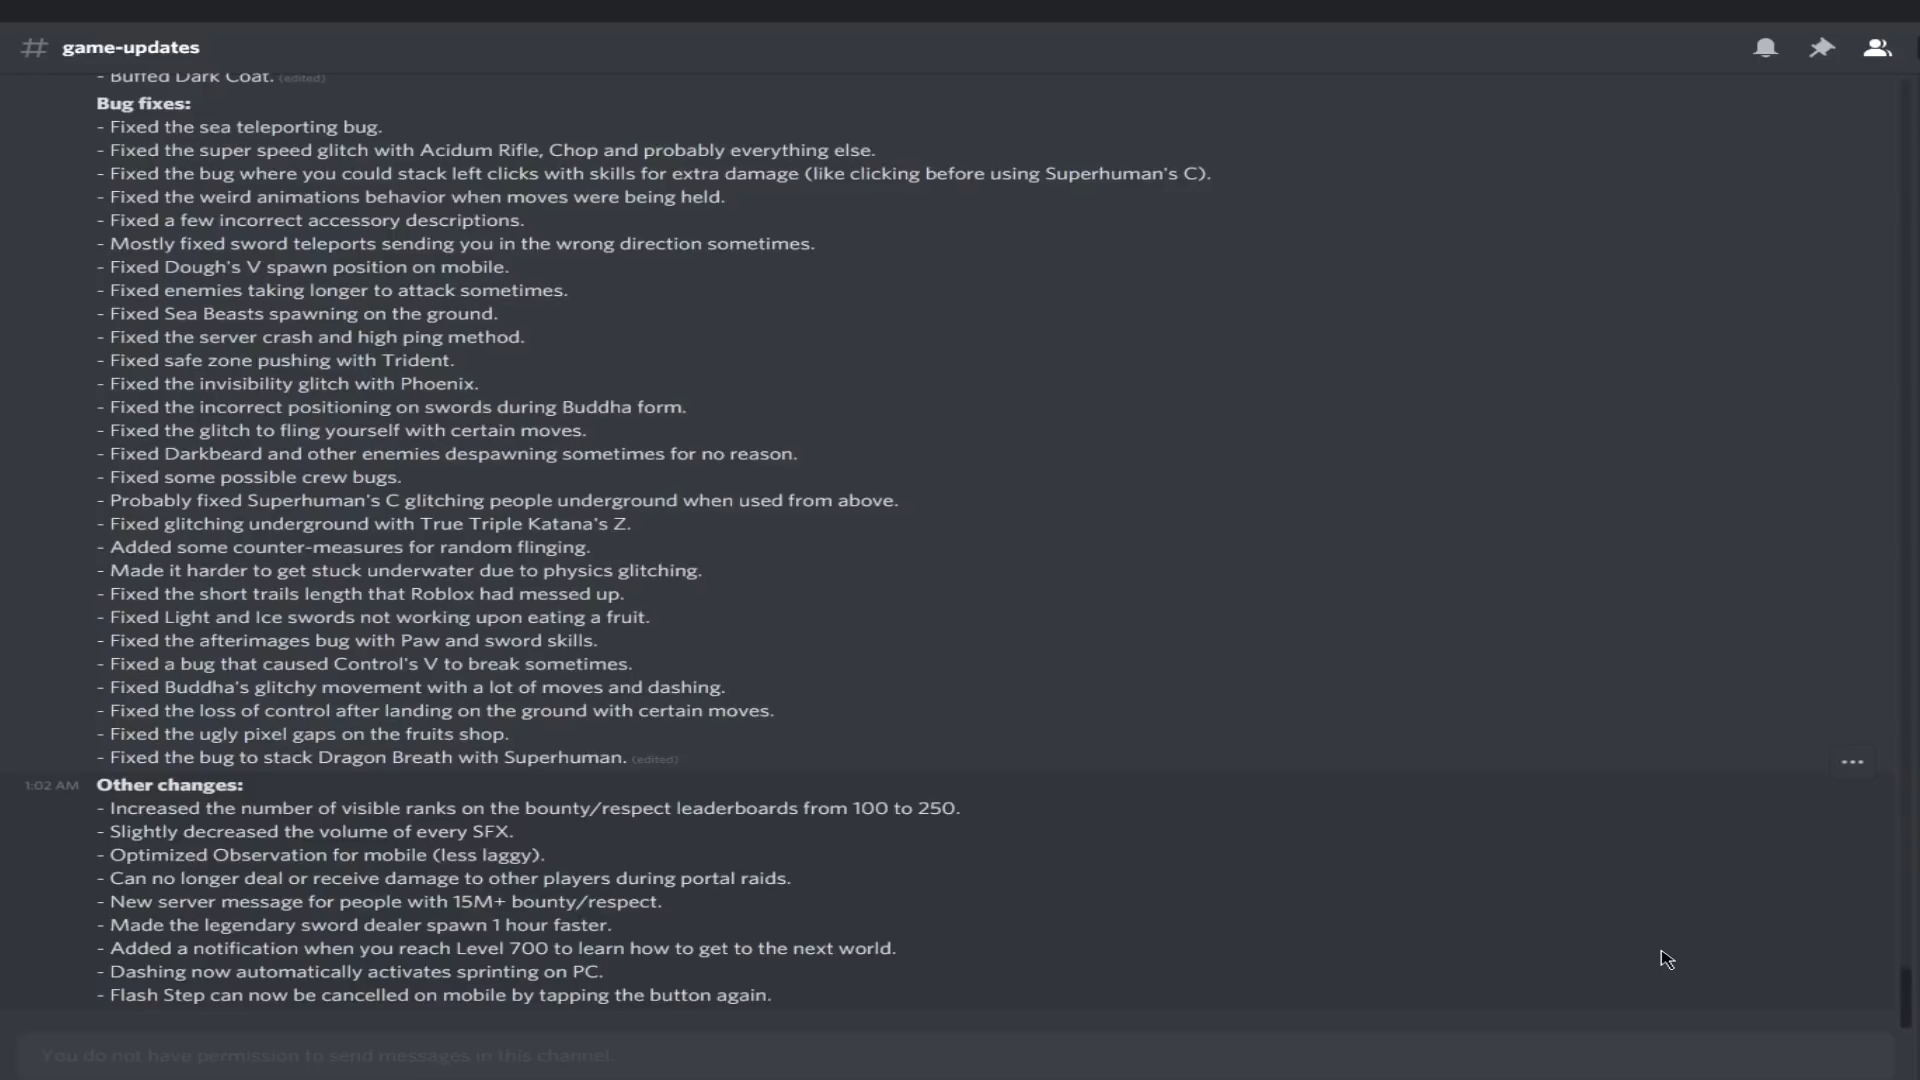 game-updates
- Buffed Dark Coat. (edited)
Bug fixes:
- Fixed the sea teleporting bug.
- Fixed the super speed glitch with Acidum Rifle, Chop and probably everything else.
- Fixed the bug where you could stack left clicks with skills for extra damage (like clicking before using Superhuman's C).
- Fixed the weird animations behavior when moves were being held.
- Fixed a few incorrect accessory descriptions.
- Mostly fixed sword teleports sending you in the wrong direction sometimes.
- Fixed Dough's V spawn position on mobile.
- Fixed enemies taking longer to attack sometimes.
- Fixed Sea Beasts spawning on the ground.
- Fixed the server crash and high ping method.
- Fixed safe zone pushing with Trident.
- Fixed the invisibility glitch with Phoenix.
- Fixed the incorrect positioning on swords during Buddha form.
- Fixed the glitch to fling yourself with certain moves.
- Fixed Darkbeard and other enemies despawning sometimes for no reason.
- Fixed some possible crew bugs.
- Probably fixed Superhuman's C glitching people underground when used from above.
- Fixed glitching underground with True Triple Katana's Z.
- Added some counter-measures for random flinging.
- Made it harder to get stuck underwater due to physics glitching.
- Fixed the short trails length that Roblox had messed up.
- Fixed Light and Ice swords not working upon eating a fruit.
- Fixed the afterimages bug with Paw and sword skills.
- Fixed a bug that caused Control's V to break sometimes.
- Fixed Buddha's glitchy movement with a lot of moves and dashing.
- Fixed the loss of control after landing on the ground with certain moves.
- Fixed the ugly pixel gaps on the fruits shop.
- Fixed the bug to stack Dragon Breath with Superhuman. (edited)
1:02 AM Other changes:
- Increased the number of visible ranks on the bounty/respect leaderboards from 100 to 250.
- Slightly decreased the volume of every SFX.
- Optimized Observation for mobile (less laggy).
- Can no longer deal or receive damage to other players during portal raids.
- New server message for people with 15M+ bounty/respect.
- Made the legendary sword dealer spawn 1 hour faster.
- Added a notification when you reach Level 700 to learn how to get to the next world.
- Dashing now automatically activates sprinting on PC.
- Flash Step can now be cancelled on mobile by tapping the button again.
You do not have permission to send messages in this channel.